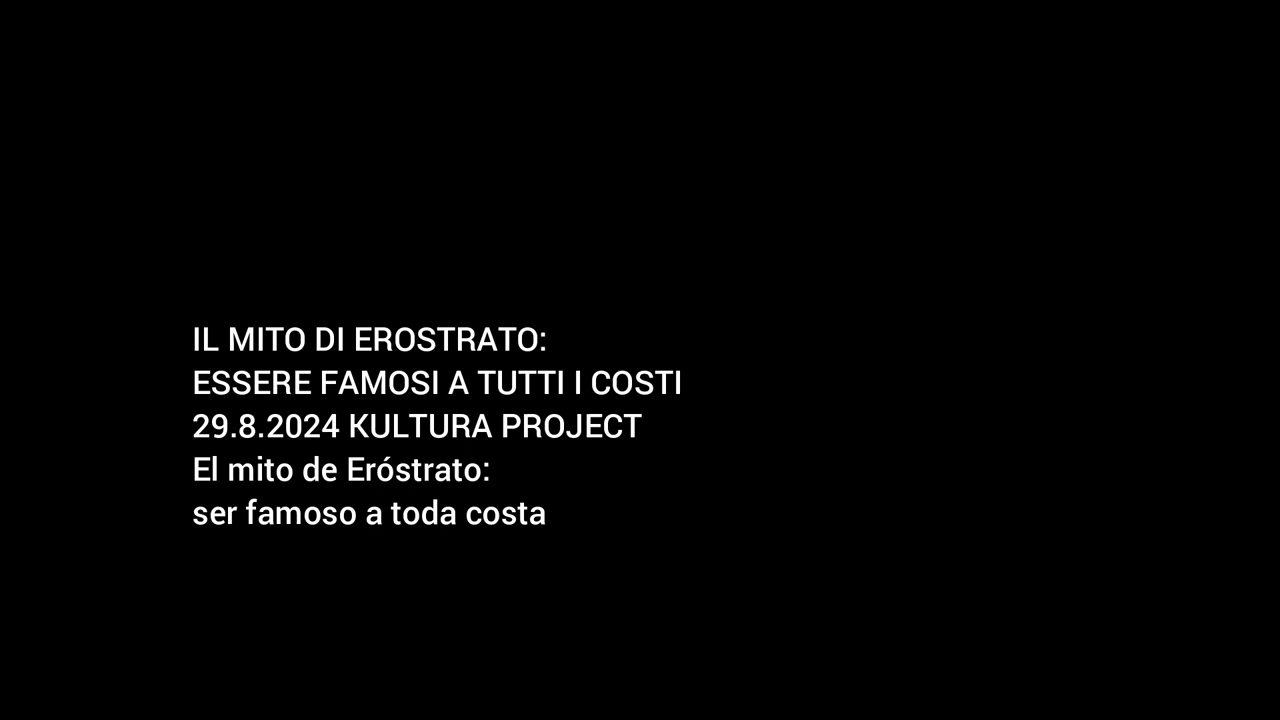 IL MITO DI EROSTRATO:
ESSERE FAMOSI A TUTTI I COSTI
29.8.2024 KULTURA PROJECT
El mito de Eróstrato:
ser famoso a toda costa